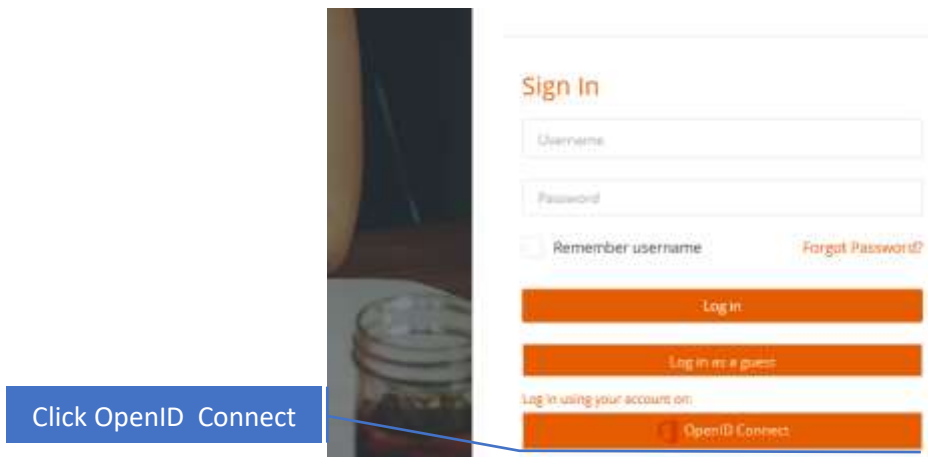 Sign In
Username
Password
Remember username
Forgot Password?
Log in
Log in as a guest
Log in using your account on:
Click OpenID Connect
OpenID Connect